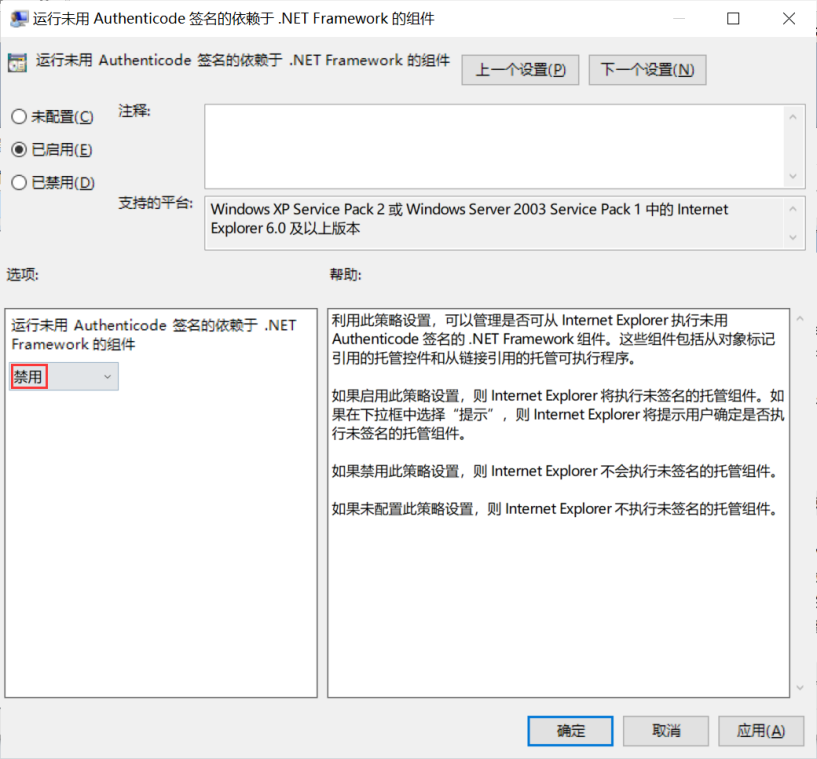 运行未用 Authenticode 签名的依赖于 .NET Framework 的组件
运行未用 Authenticode 签名的依赖于 .NET Framework 的组件
上一个设置(P)
下一个设置(N)
未配置(C)
注释:
已启用(E)
已禁用(D)
支持的平台:
Windows XP Service Pack 2 或 Windows Server 2003 Service Pack 1 中的 Internet
Explorer 6.0 及以上版本
选项:
帮助:
运行未用 Authenticode 签名的依赖于 .NET
Framework 的组件
禁用
利用此策略设置，可以管理是否可从 Internet Explorer 执行未用
Authenticode 签名的 .NET Framework 组件。这些组件包括从对象标记
引用的托管控件和从链接引用的托管可执行程序。
如果启用此策略设置，则 Internet Explorer 将执行未签名的托管组件。如
果在下拉框中选择“提示”，则 Internet Explorer 将提示用户确定是否执
行未签名的托管组件。
如果禁用此策略设置，则 Internet Explorer 不会执行未签名的托管组件。
如果未配置此策略设置，则 Internet Explorer 不执行未签名的托管组件。
确定
取消
应用(A)